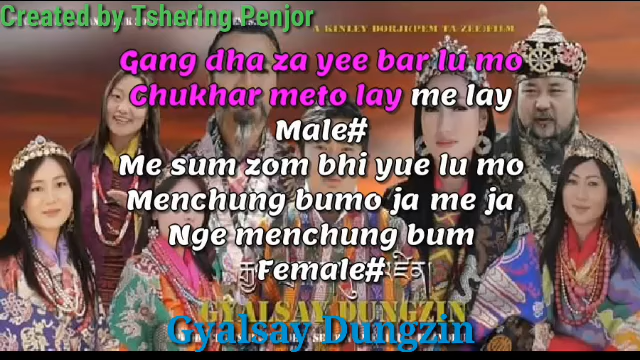 Created by Tshering Penjor
A KINLEY DORJI(PEM TA ZEE)FILM
Gang dha za yee bar lu mo
Chukhar meto lay me lay
Male#
Me sum zom bhi yue lu mo
Menchung bumo ja me ja
Nge menchung bum
Female#
GYALSAY DUNGZIN
Gyalsay Dungzin